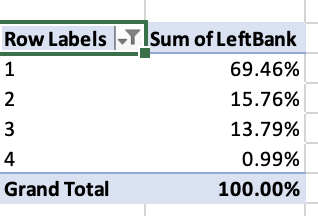 Row Labels Sum of LeftBank
1 69.46%
2 15.76%
3 13.79%
4 0.99%
Grand Total 100.00%